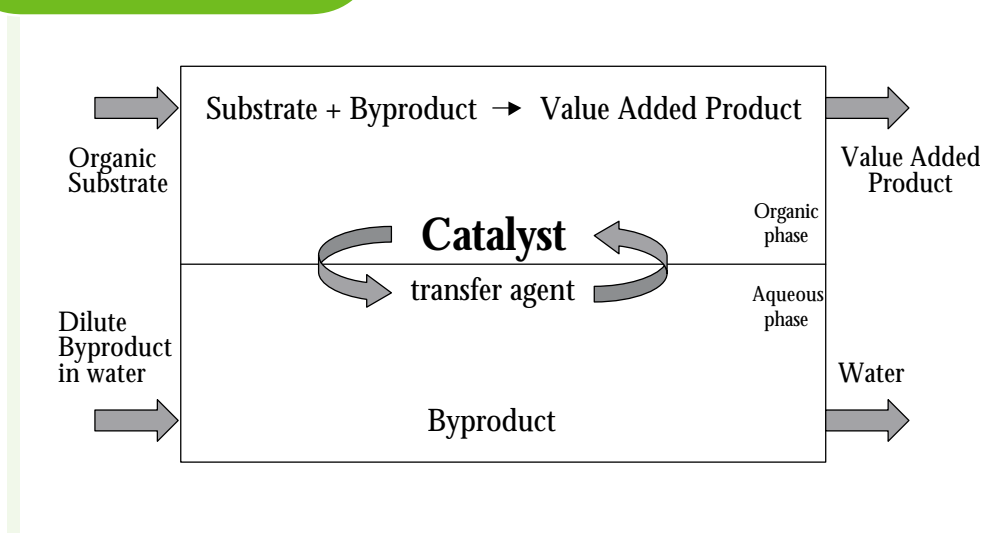 Substrate + Byproduct → Value Added Product
Organic
Substrate
Value Added
Product
Organic
phase
Catalyst
transfer agent
Aqueous
phase
Dilute
Byproduct
in water
Water
Byproduct